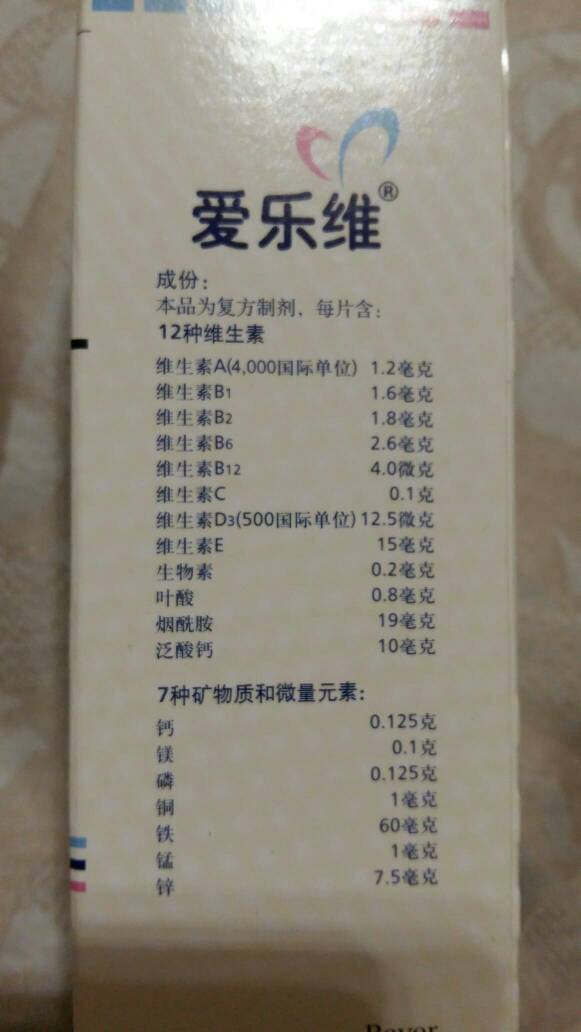 爱乐维®
成份：
本品为复方制剂，每片含：
12种维生素
维生素A(4,000国际单位) 1.2毫克
维生素B1 1.6毫克
维生素B2 1.8毫克
维生素B6 2.6毫克
维生素B12 4.0微克
维生素C 0.1克
维生素D3(500国际单位) 12.5微克
维生素E 15毫克
生物素 0.2毫克
叶酸 0.8毫克
烟酰胺 19毫克
泛酸钙 10毫克
7种矿物质和微量元素：
钙 0.125克
镁 0.1克
磷 0.125克
铜 1毫克
铁 60毫克
锰 1毫克
锌 7.5毫克
Bayer